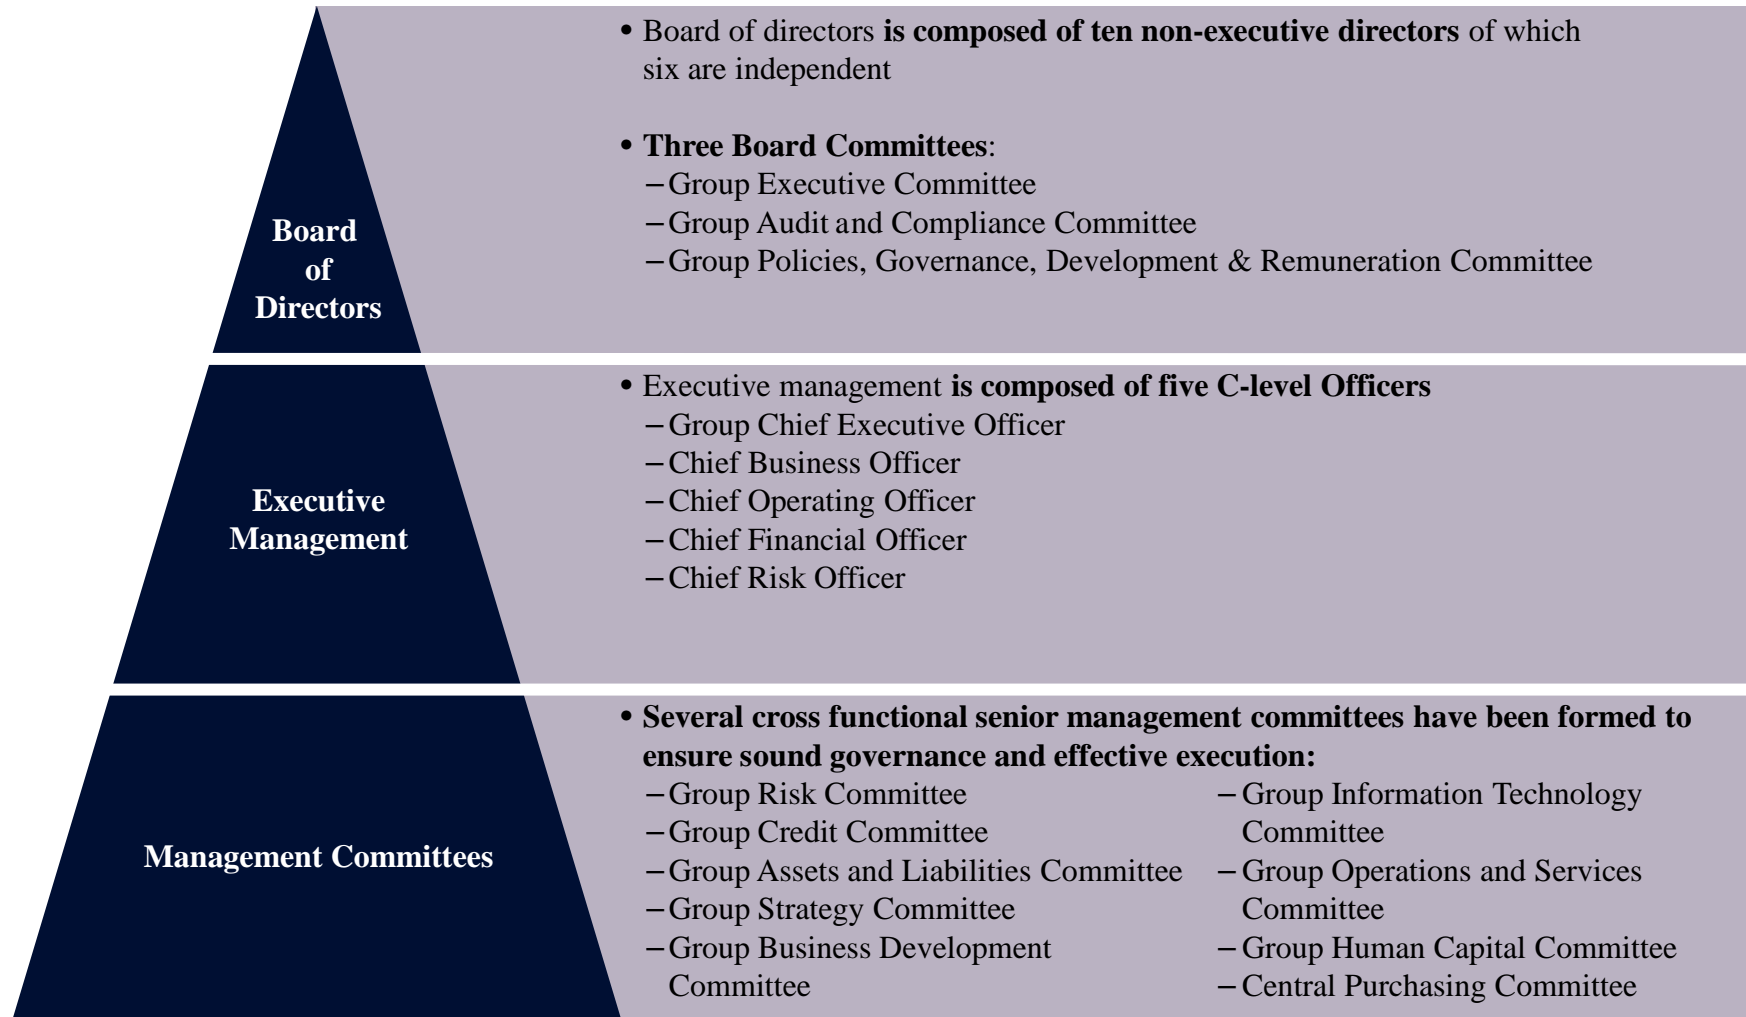 Board
of
Directors
• Board of directors is composed of ten non-executive directors of which
six are independent
• Three Board Committees:
– Group Executive Committee
– Group Audit and Compliance Committee
– Group Policies, Governance, Development & Remuneration Committee
Executive
Management
• Executive management is composed of five C-level Officers
– Group Chief Executive Officer
– Chief Business Officer
– Chief Operating Officer
– Chief Financial Officer
– Chief Risk Officer
Management Committees
• Several cross functional senior management committees have been formed to
ensure sound governance and effective execution:
– Group Risk Committee
– Group Credit Committee
– Group Assets and Liabilities Committee
– Group Strategy Committee
– Group Business Development
Committee
– Group Information Technology
Committee
– Group Operations and Services
Committee
– Group Human Capital Committee
– Central Purchasing Committee